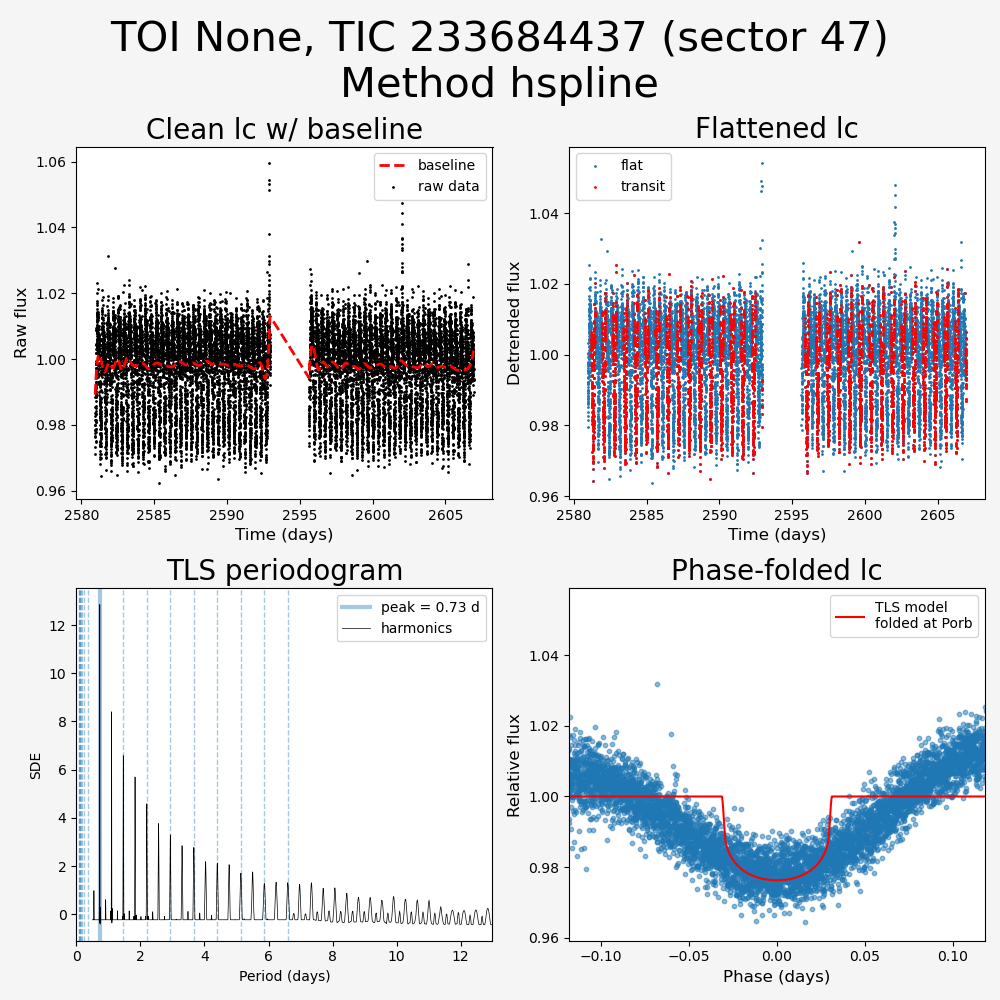 TOI None, TIC 233684437 (sector 47)
Method hspline
Clean lc w/ baseline
Flattened lc
1.06
1.04
1.02
1.00
0.98
0.96
Raw flux
baseline
raw data
2580
2585
2590
2595
2600
2605
Time (days)
1.04
1.02
1.00
0.98
0.96
Detrended flux
flat
transit
2580
2585
2590
2595
2600
2605
Time (days)
TLS periodogram
Phase-folded lc
12
10
8
6
4
2
0
SDE
peak = 0.73 d
harmonics
0
2
4
6
8
10
12
Period (days)
1.04
1.02
1.00
0.98
0.96
Relative flux
TLS model
folded at Porb
−0.10
−0.05
0.00
0.05
0.10
Phase (days)